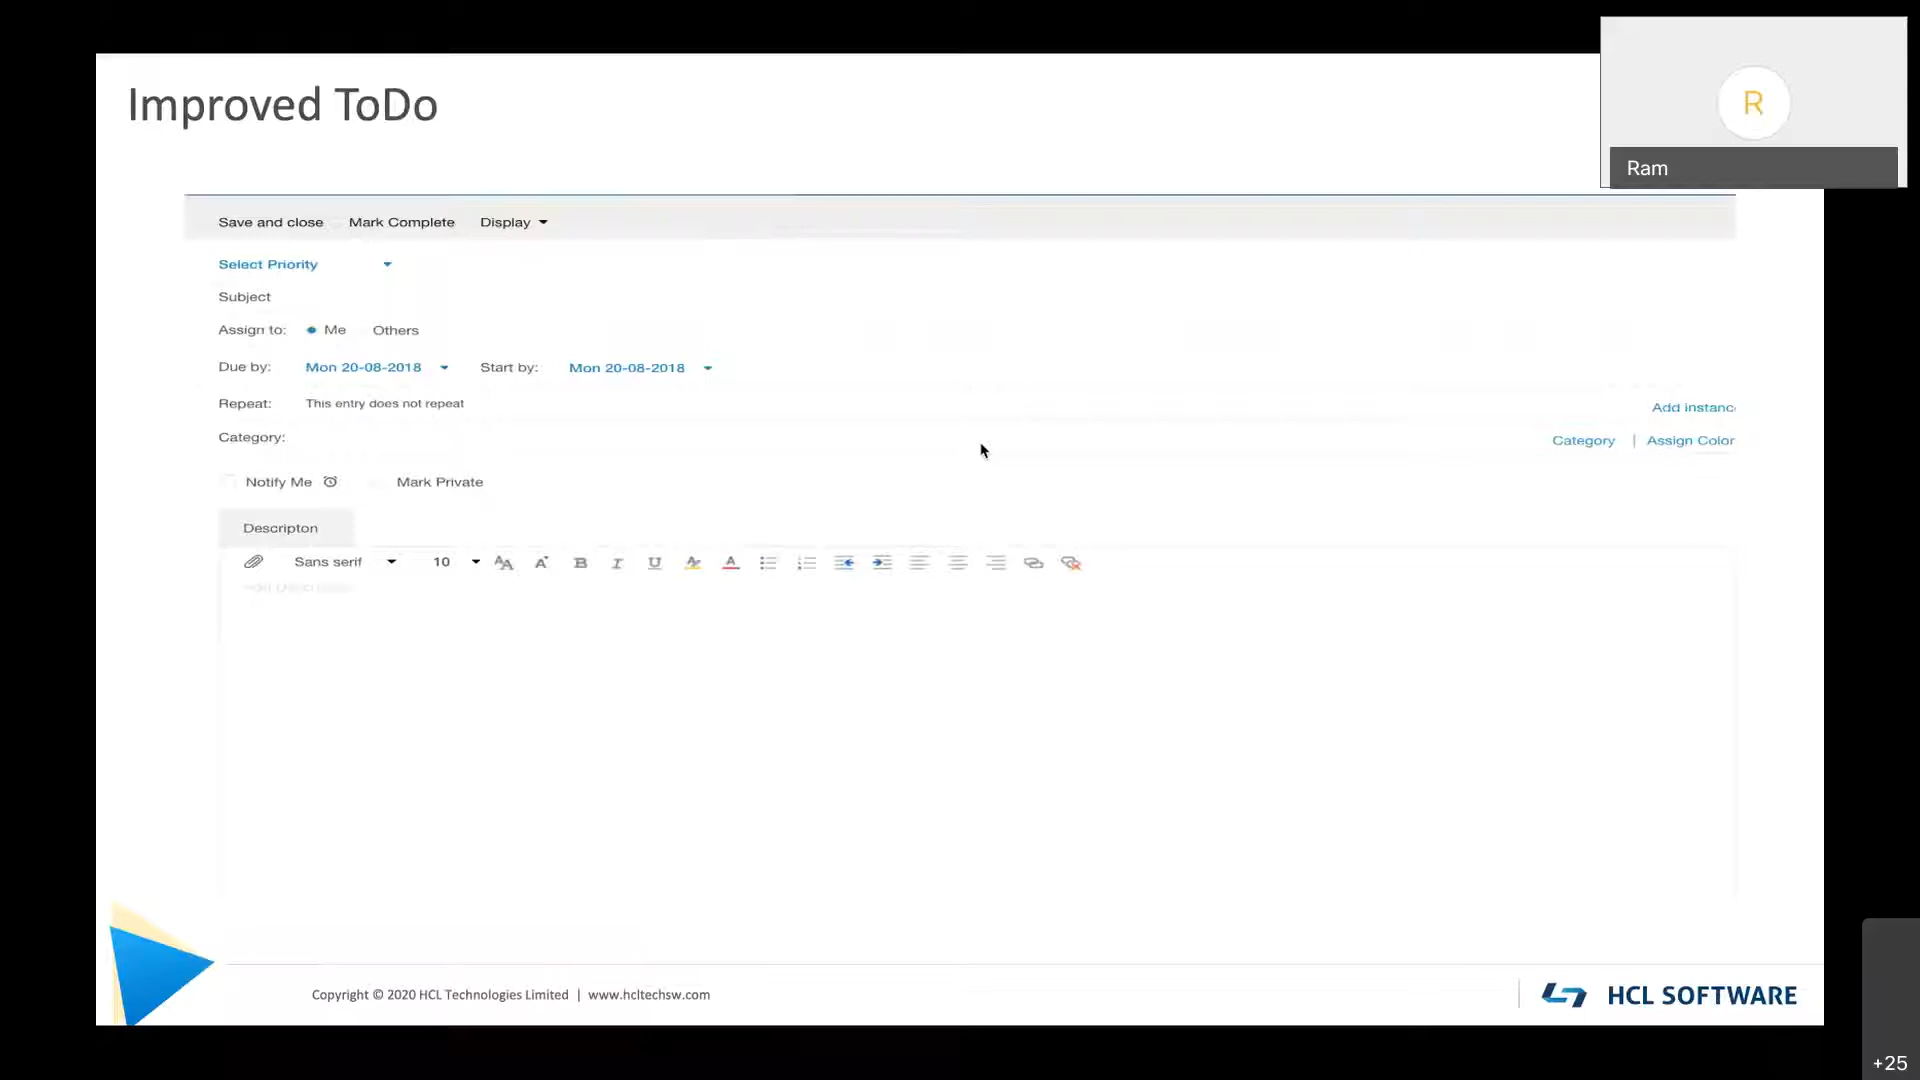 Improved ToDo
R
Ram
Save and close Mark Complete Display
Select Priority
Subject
Assign to: Me Others
Due by: Mon 20-08-2018 Start by: Mon 20-08-2018
Repeat: This entry does not repeat
Add instanc
Category:
Category | Assign Color
Notify Me Mark Private
Descripton
Sans serif 10
Copyright © 2020 HCL Technologies Limited | www.hcltechsw.com
HCL SOFTWARE
+25